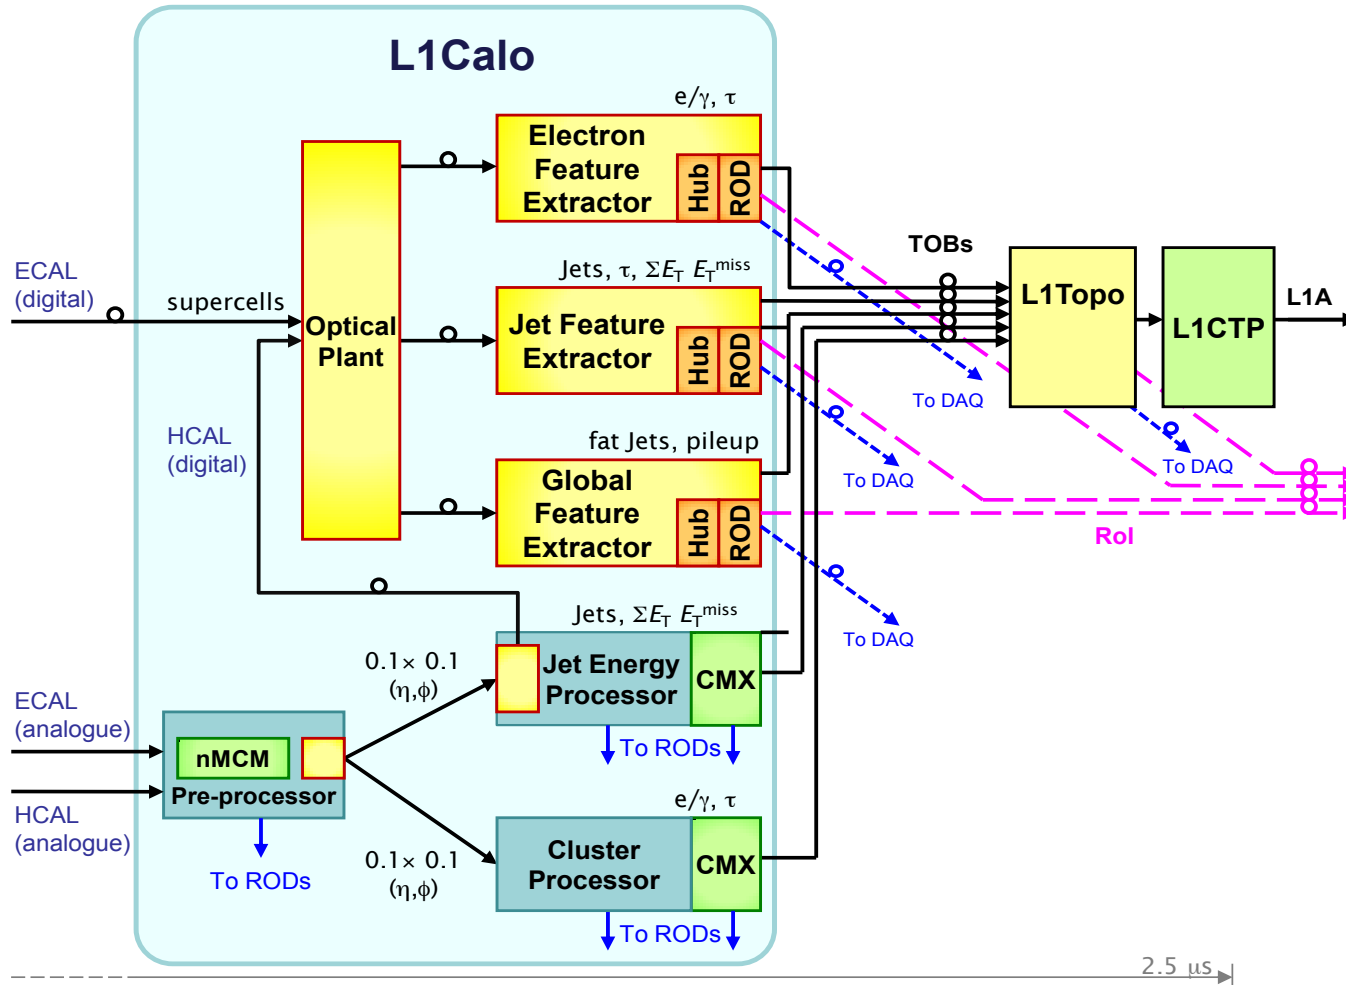 L1Calo
e/γ, τ
Electron
Feature
Extractor
Hub
ROD
TOBs
ECAL
(digital)
supercells
Optical
Plant
Jets, τ, ΣE_T E_T^miss
Jet Feature
Extractor
Hub
ROD
L1Topo
L1CTP
L1A
To DAQ
HCAL
(digital)
fat Jets, pileup
To DAQ
To DAQ
Global
Feature
Extractor
Hub
ROD
RoI
Jets, ΣE_T E_T^miss
To DAQ
0.1× 0.1
(η,ϕ)
Jet Energy
Processor
CMX
ECAL
(analogue)
nMCM
Pre-processor
To RODs
HCAL
(analogue)
e/γ, τ
0.1× 0.1
(η,ϕ)
Cluster
Processor
CMX
To RODs
To RODs
2.5 μs